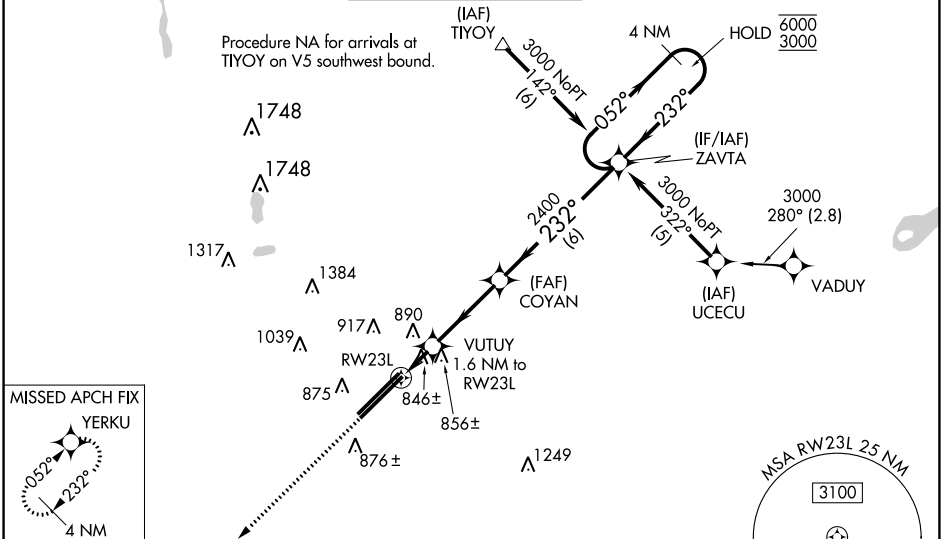 Procedure NA for arrivals at
TIYOY on V5 southwest bound.
(IAF)
TIYOY
3000 NoPT
142°
(6)
4 NM
HOLD
6000
3000
052°
232°
(IF/IAF)
ZAVTA
3000 NoPT
322°
(5)
3000
280° (2.8)
VADUY
(IAF)
UCECU
2400
232°
(6)
(FAF)
COYAN
1748
1748
1317
1384
1039
917
890
VUTUY
1.6 NM to
RW23L
RW23L
875
846±
856±
876±
1249
MISSED APCH FIX
YERKU
052°
232°
4 NM
MSA RW23L 25 NM
3100